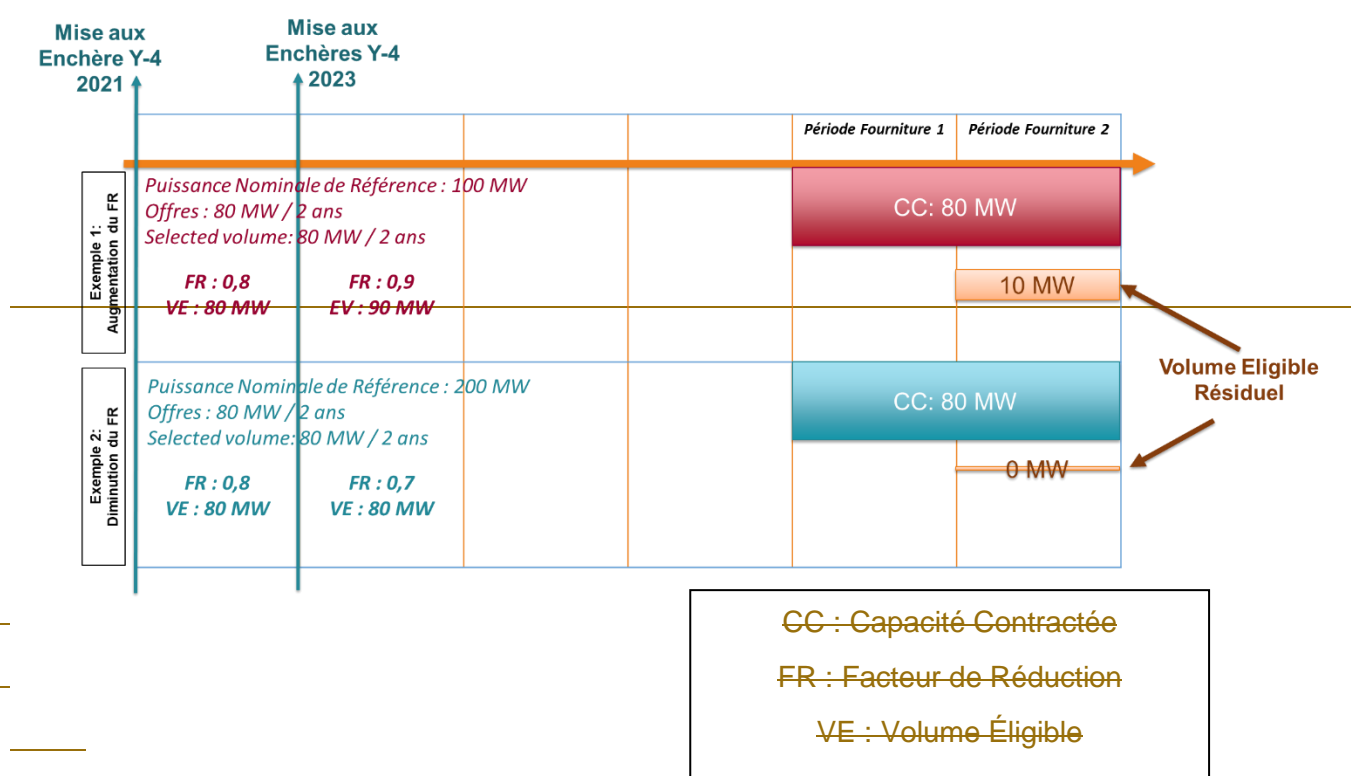 Mise aux
Enchère Y-4
2021
Mise aux
Enchères Y-4
2023
Période Fourniture 1
Période Fourniture 2
Exemple 1:
Augmentation du FR
Puissance Nominale de Référence : 100 MW
Offres : 80 MW / 2 ans
Selected volume: 80 MW / 2 ans
FR : 0,8
VE : 80 MW
FR : 0,9
EV : 90 MW
CC: 80 MW
10 MW
Volume Eligible
Résiduel
Exemple 2:
Diminution du FR
Puissance Nominale de Référence : 200 MW
Offres : 80 MW / 2 ans
Selected volume: 80 MW / 2 ans
FR : 0,8
VE : 80 MW
FR : 0,7
VE : 80 MW
CC: 80 MW
0 MW
CC : Capacité Contractée
FR : Facteur de Réduction
VE : Volume Éligible